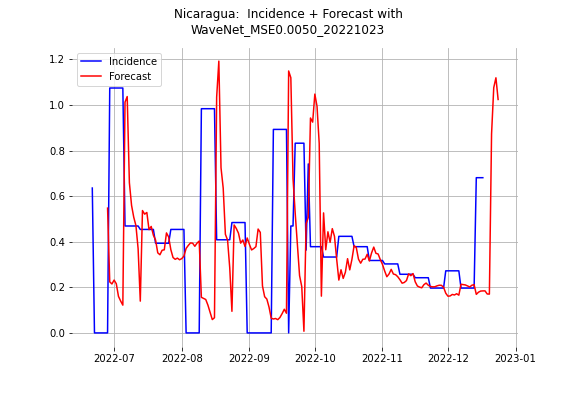 Nicaragua:  Incidence + Forecast with
WaveNet_MSE0.0050_20221023
Incidence
Forecast
1.2
1.0
0.8
0.6
0.4
0.2
0.0
2022-07 2022-08 2022-09 2022-10 2022-11 2022-12 2023-01